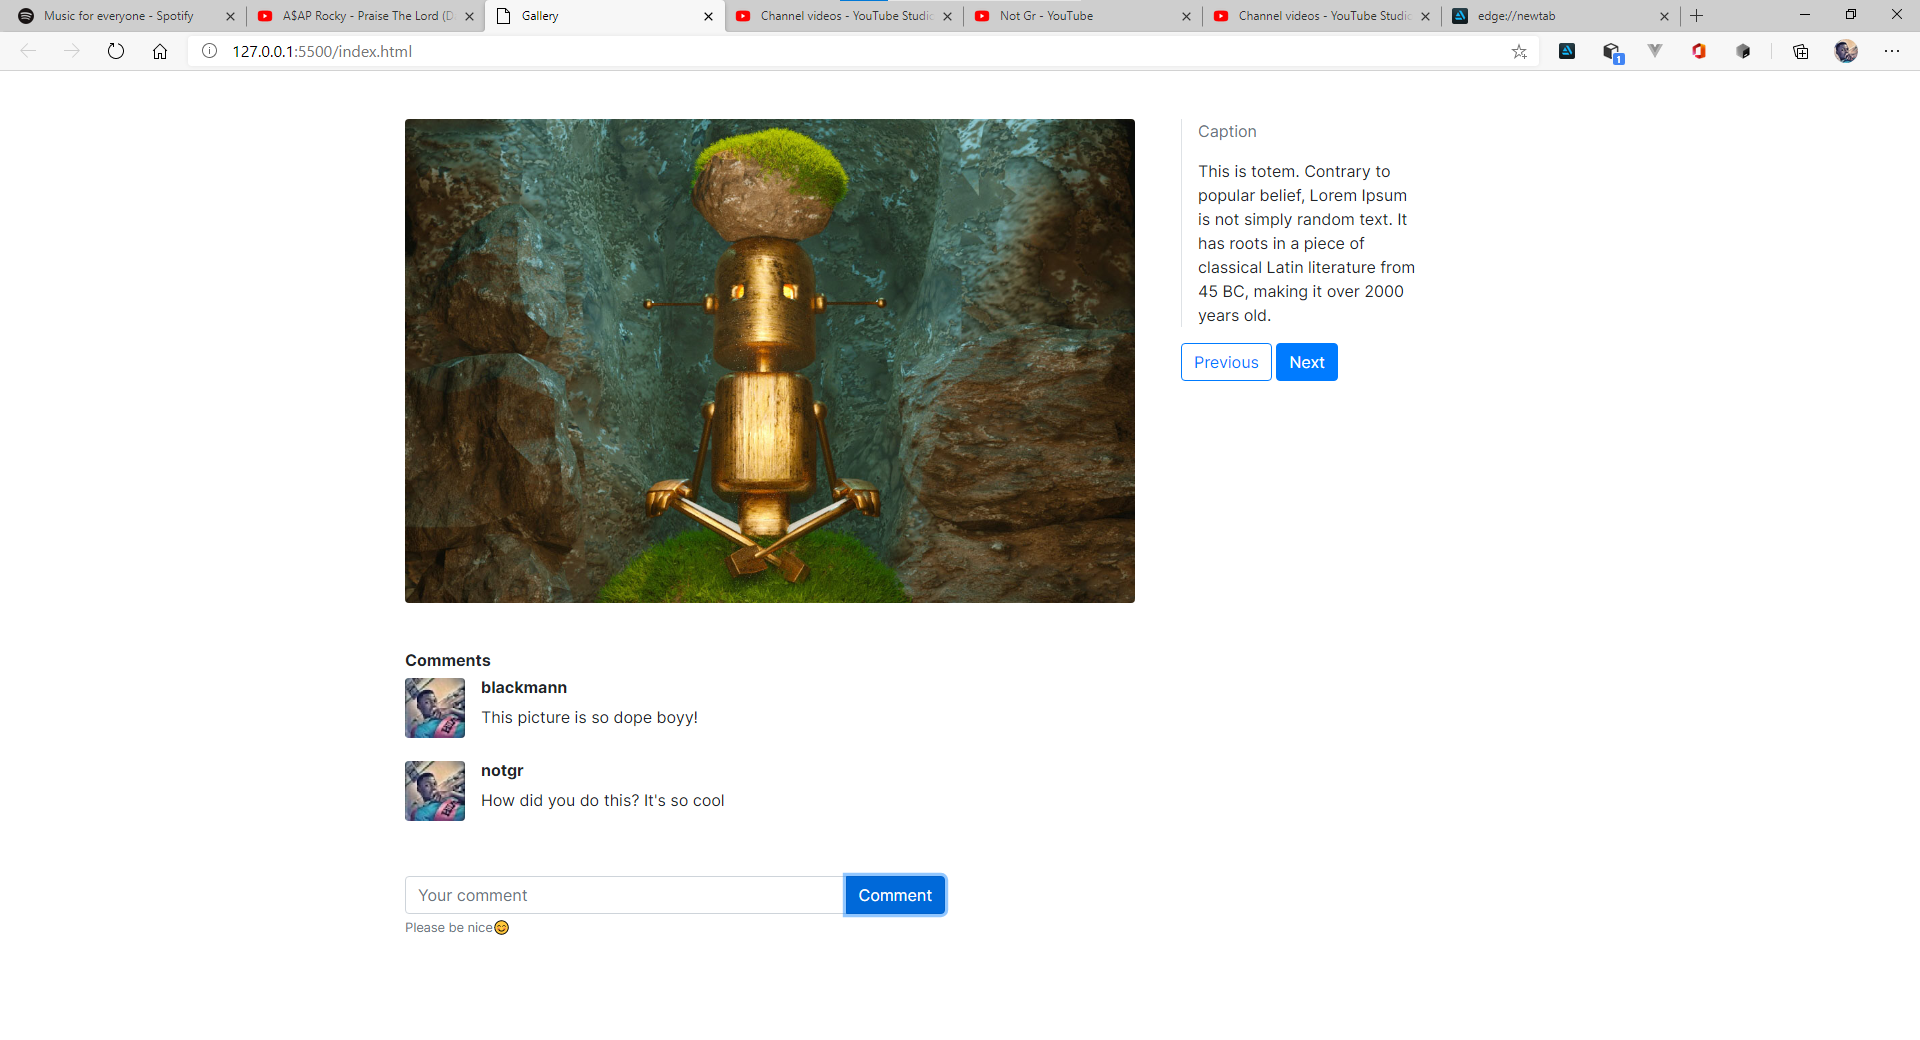 Music for everyone - Spotify
A$AP Rocky - Praise The Lord (D
Gallery
Channel videos - YouTube Studio
Not Gr - YouTube
Channel videos - YouTube Studio
edge://newtab
127.0.0.1:5500/index.html
1
Caption
This is totem. Contrary to
popular belief, Lorem Ipsum
is not simply random text. It
has roots in a piece of
classical Latin literature from
45 BC, making it over 2000
years old.
Previous
Next
Comments
blackmann
This picture is so dope boyy!
notgr
How did you do this? It's so cool
Your comment
Comment
Please be nice😊